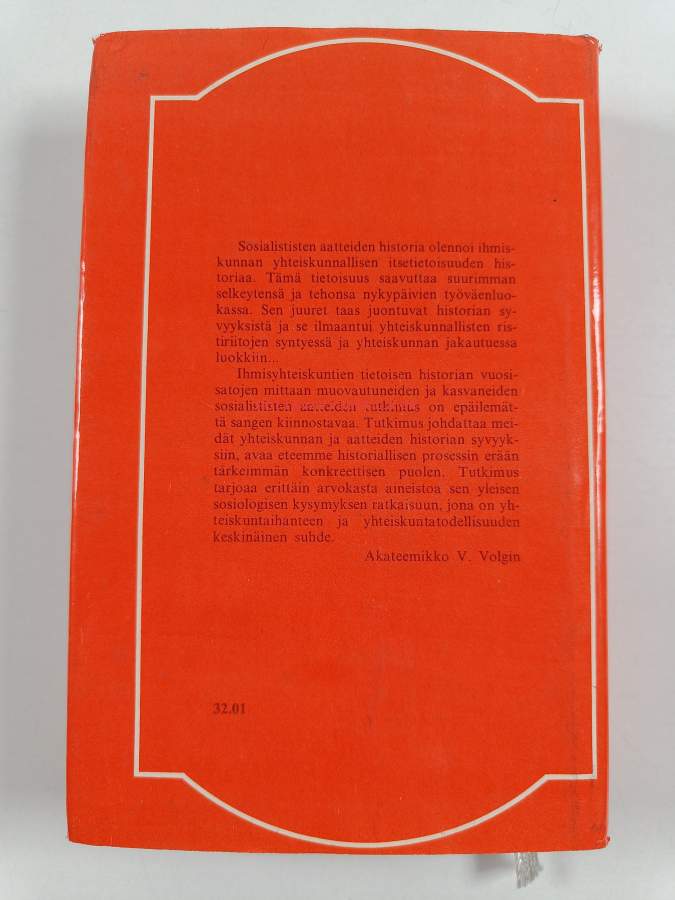 Sosialististen aatteiden historia olennoi ihmis-
kunnan yhteiskunnallisen itsetietoisuuden his-
toriaa. Tämä tietoisuus saavuttaa suurimman
selkeytensä ja tehonsa nykypäivien työväenluo-
kassa. Sen juuret taas juontuvat historian sy-
vyyksistä ja se ilmaantui yhteiskunnallisten ris-
tiriitojen syntyessä ja yhteiskunnan jakautuessa
luokkiin...
Ihmisyhteiskuntien tietoisen historian vuosi-
satojen mittaan muovautuneiden ja kasvaneiden
sosialististen aatteiden tutkimus on epäilemät-
tä sangen kiinnostavaa. Tutkimus johdattaa mei-
dät yhteiskunnan ja aatteiden historian syvyyk-
siin, avaa eteemme historiallisen prosessin erään
tärkeimmän konkreettisen puolen. Tutkimus
tarjoaa erittäin arvokasta aineistoa sen yleisen
sosiologisen kysymyksen ratkaisuun, jona on yh-
teiskuntaihanteen ja yhteiskuntatodellisuuden
keskinäinen suhde.
Akateemikko V. Volgin
32.01